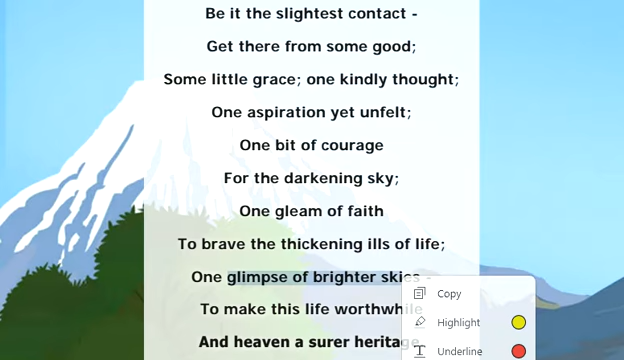 Be it the slightest contact -
Get there from some good;
Some little grace; one kindly thought;
One aspiration yet unfelt;
One bit of courage
For the darkening sky;
One gleam of faith
To brave the thickening ills of life;
One glimpse of brighter skies -
To make this life worthwhile
And heaven a surer heritage
Copy
Highlight
Underline